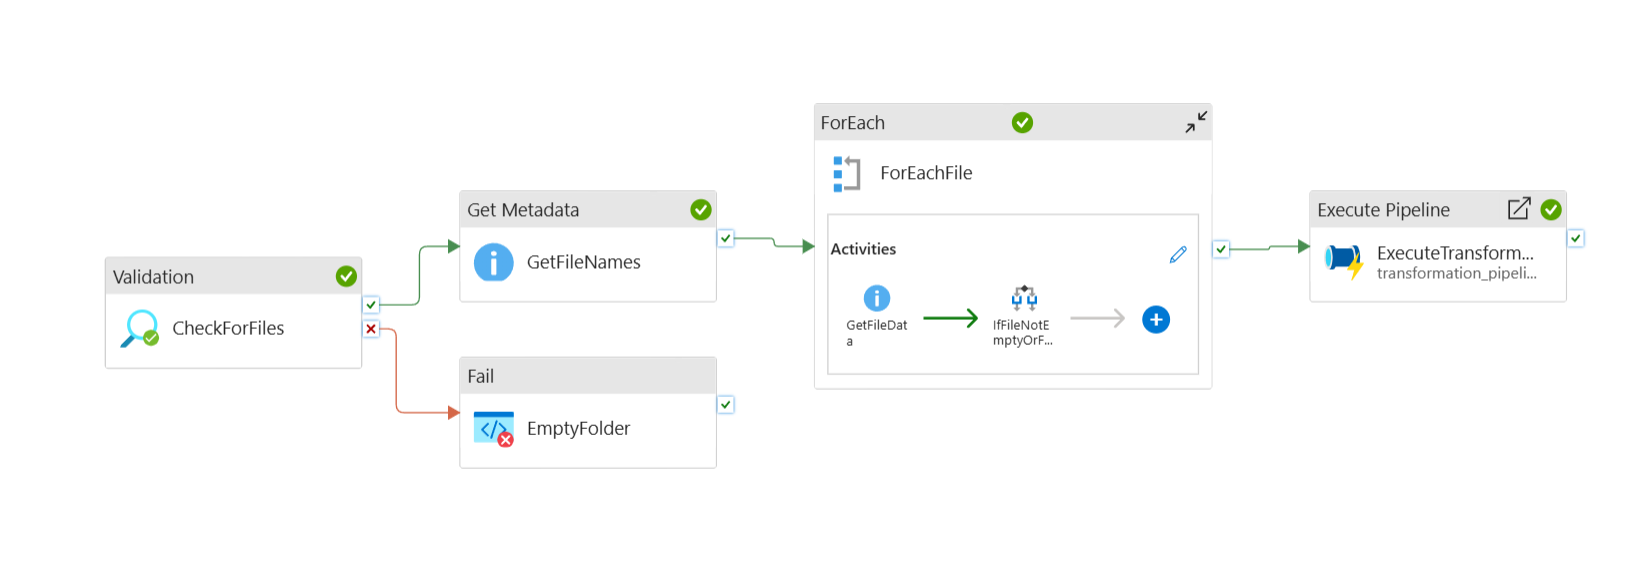 Validation
CheckForFiles
Get Metadata
GetFileNames
Fail
EmptyFolder
ForEach
ForEachFile
Activities
GetFileDat
a
IfFileNotE
mptyOrF...
Execute Pipeline
ExecuteTransform...
transformation_pipeli...